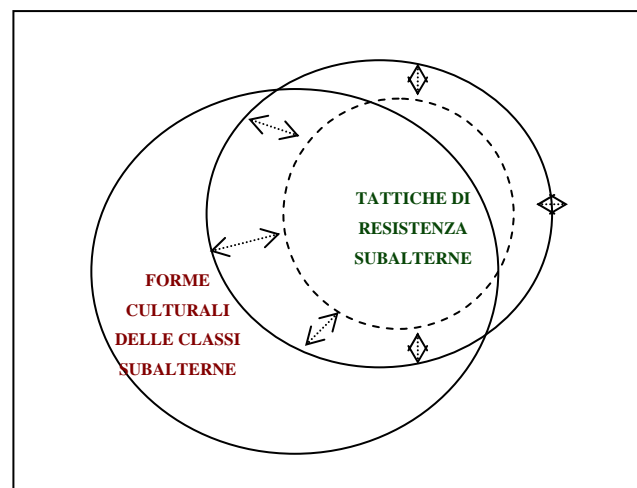 TATTICHE DI
RESISTENZA
SUBALTERNE
FORME
CULTURALI
DELLE CLASSI
SUBALTERNE